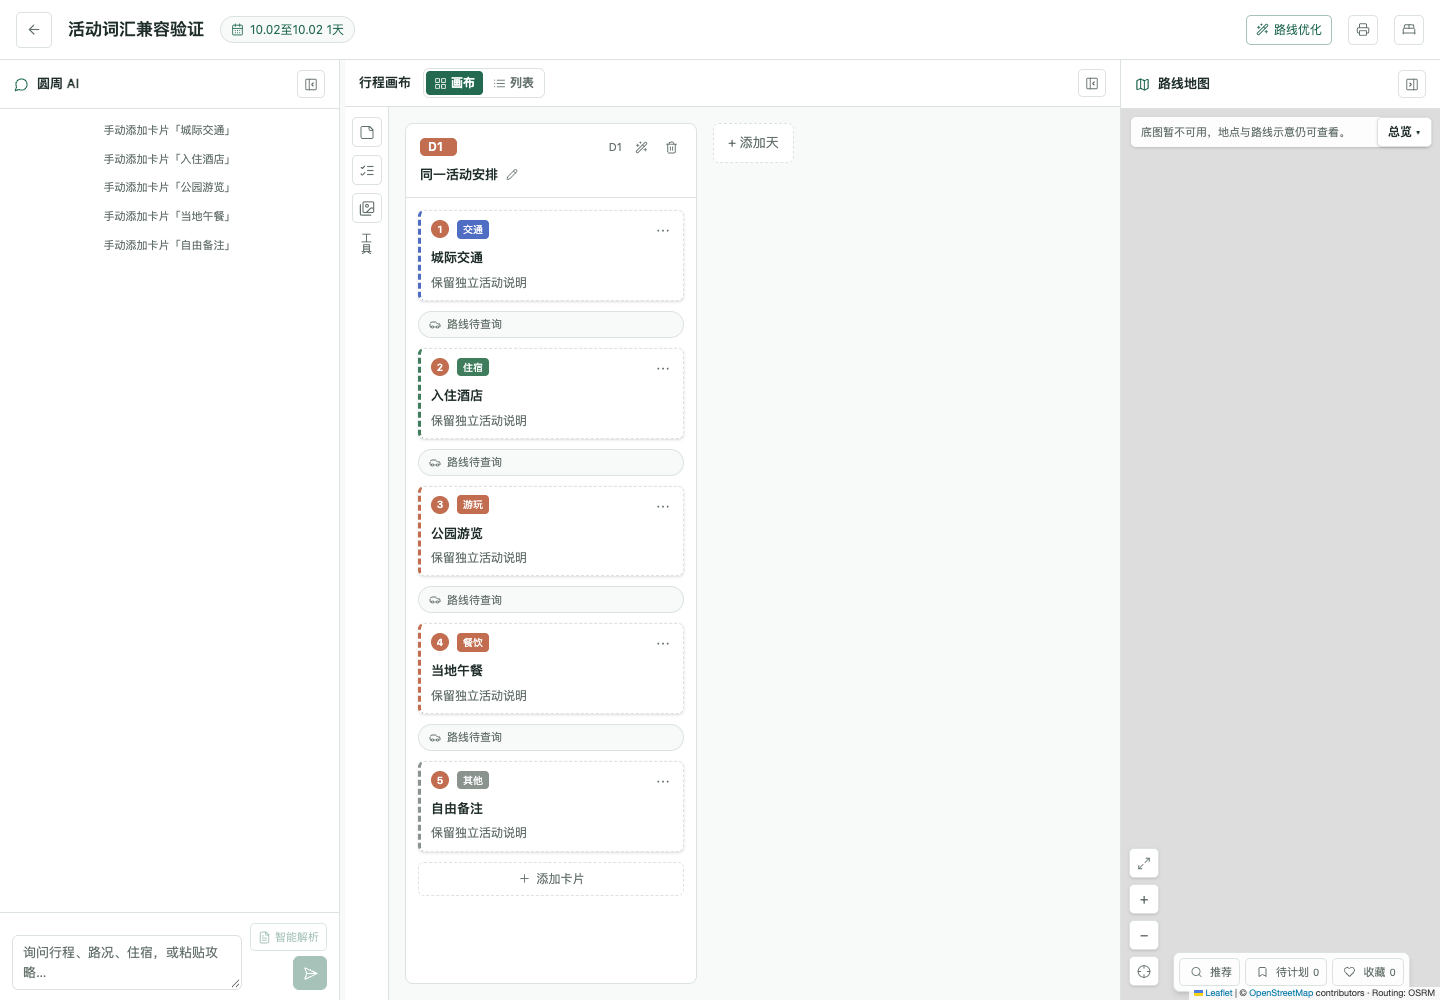 活动词汇兼容验证
10.02至10.02 1天
路线优化
圆周 AI
手动添加卡片「城际交通」
手动添加卡片「入住酒店」
手动添加卡片「公园游览」
手动添加卡片「当地午餐」
手动添加卡片「自由备注」
询问行程、路况、住宿，或粘贴攻
略...
智能解析
行程画布
画布
列表
工
具
D1
D1
同一活动安排
1 交通
城际交通
保留独立活动说明
路线待查询
2 住宿
入住酒店
保留独立活动说明
路线待查询
3 游玩
公园游览
保留独立活动说明
路线待查询
4 餐饮
当地午餐
保留独立活动说明
路线待查询
5 其他
自由备注
保留独立活动说明
+ 添加卡片
+ 添加天
路线地图
底图暂不可用，地点与路线示意仍可查看。
总览 ▾
+
−
推荐
待计划 0
收藏 0
Leaflet | © OpenStreetMap contributors · Routing: OSRM